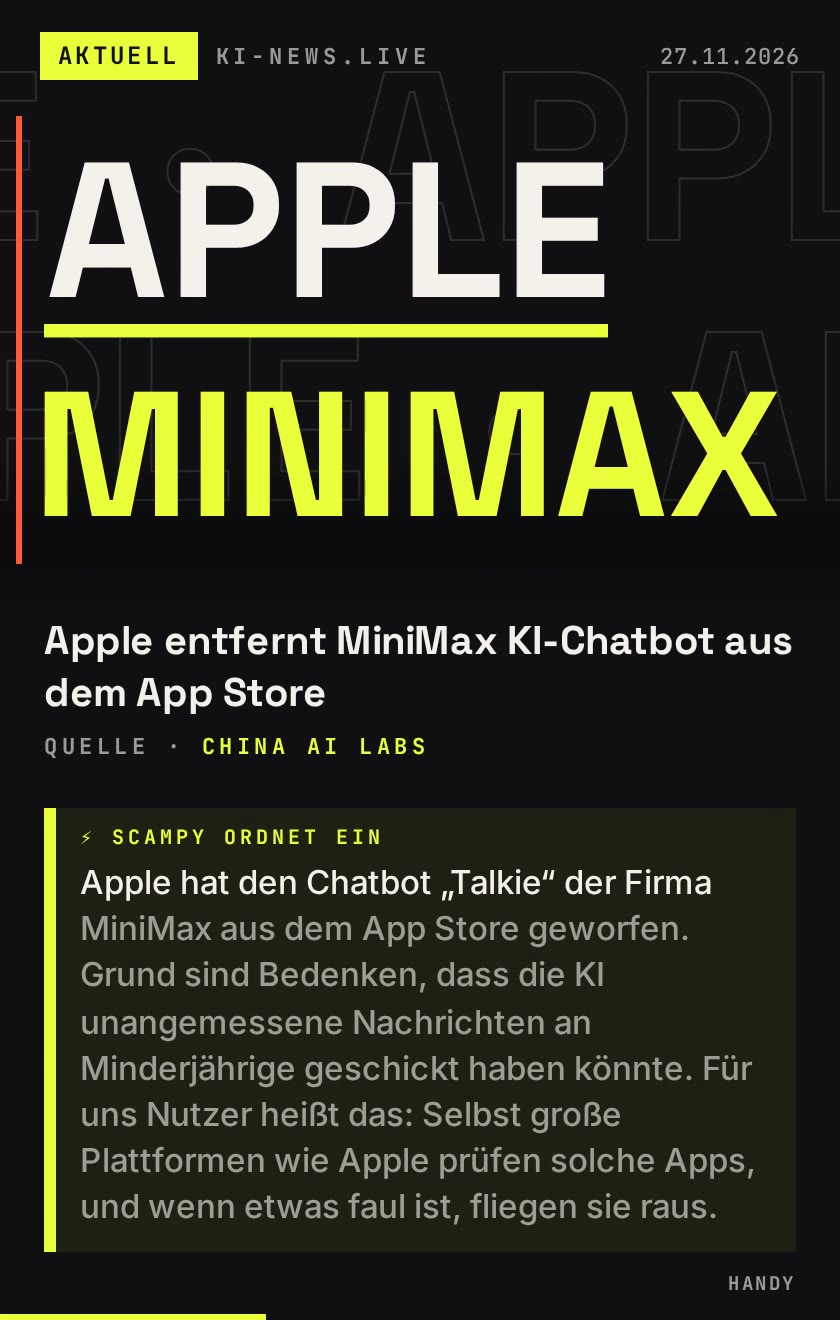 AKTUELL KI-NEWS.LIVE 27.11.2026
APPLE
MINIMAX
Apple entfernt MiniMax KI-Chatbot aus
dem App Store
QUELLE · CHINA AI LABS
⚡ SCAMPY ORDNET EIN
Apple hat den Chatbot „Talkie“ der Firma
MiniMax aus dem App Store geworfen.
Grund sind Bedenken, dass die KI
unangemessene Nachrichten an
Minderjährige geschickt haben könnte. Für
uns Nutzer heißt das: Selbst große
Plattformen wie Apple prüfen solche Apps,
und wenn etwas faul ist, fliegen sie raus.
HANDY